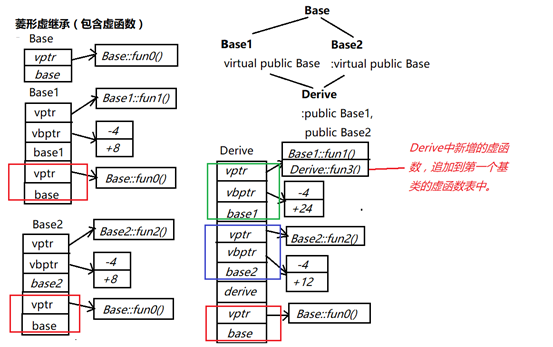 菱形虚继承（包含虚函数）
Base
vptr
base
Base::fun0()
Base1
vptr
vbptr
base1
vptr
base
Base1::fun1()
-4
+8
Base::fun0()
Base2
vptr
vbptr
base2
vptr
base
Base2::fun2()
-4
+8
Base::fun0()
Base
Base1
Base2
virtual public Base
:virtual public Base
Derive
:public Base1,
public Base2
Derive
vptr
vbptr
base1
vptr
vbptr
base2
derive
vptr
base
Base1::fun1()
Derive::fun3()
-4
+24
Base2::fun2()
-4
+12
Base::fun0()
Derive中新增的虚函
数，追加到第一个基
类的虚函数表中。